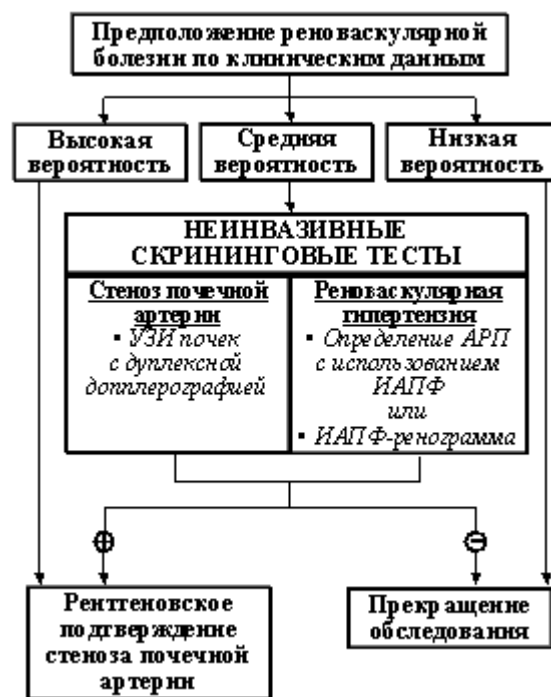 Предположение реноваскулярной
болезни по клиническим данным
Высокая
вероятность
Средняя
вероятность
Низкая
вероятность
НЕИНВАЗИВНЫЕ
СКРИНИНГОВЫЕ ТЕСТЫ
Стеноз почечной
артерии
▪ УЗИ почек
с дуплексной
допплерографией
Реноваскулярная
гипертензия
▪ Определение АРП
с использованием
ИАПФ
или
▪ ИАПФ-ренограмма
+
−
Рентгеновское
подтверждение
стеноза почечной
артерии
Прекращение
обследования